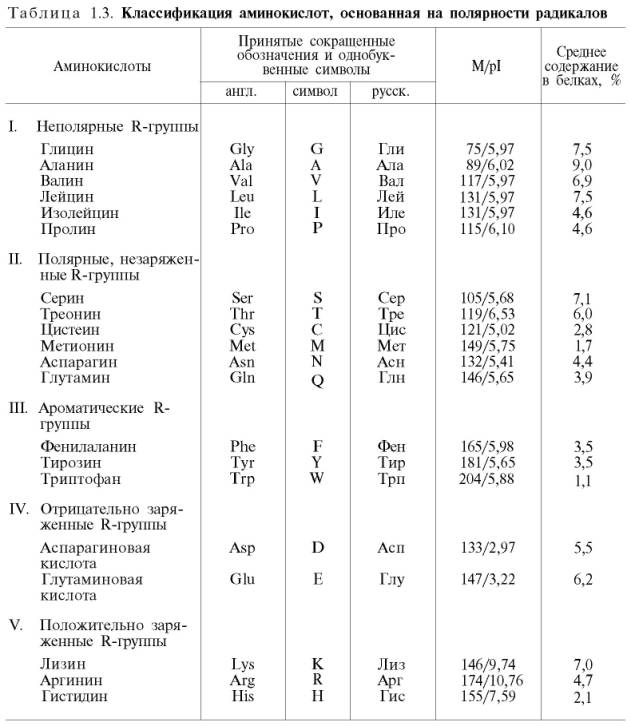 Таблица 1.3. Классификация аминокислот, основанная на полярности радикалов
Аминокислоты
Принятые сокращенные
обозначения и однобук-
венные символы
M/pI
Среднее
содержание
в белках, %
англ. символ русск.
I. Неполярные R-группы
Глицин Gly G Гли 75/5,97 7,5
Аланин Ala A Ала 89/6,02 9,0
Валин Val V Вал 117/5,97 6,9
Лейцин Leu L Лей 131/5,97 7,5
Изолейцин Ile I Иле 131/5,97 4,6
Пролин Pro P Про 115/6,10 4,6
II. Полярные, незаряжен-
ные R-группы
Серин Ser S Сер 105/5,68 7,1
Треонин Thr T Тре 119/6,53 6,0
Цистеин Cys C Цис 121/5,02 2,8
Метионин Met M Мет 149/5,75 1,7
Аспарагин Asn N Асн 132/5,41 4,4
Глутамин Gln Q Глн 146/5,65 3,9
III. Ароматические R-
группы
Фенилаланин Phe F Фен 165/5,98 3,5
Тирозин Tyr Y Тир 181/5,65 3,5
Триптофан Trp W Трп 204/5,88 1,1
IV. Отрицательно заря-
женные R-группы
Аспарагиновая Asp D Асп 133/2,97 5,5
кислота
Глутаминовая Glu E Глу 147/3,22 6,2
кислота
V. Положительно заря-
женные R-группы
Лизин Lys K Лиз 146/9,74 7,0
Аргинин Arg R Арг 174/10,76 4,7
Гистидин His H Гис 155/7,59 2,1